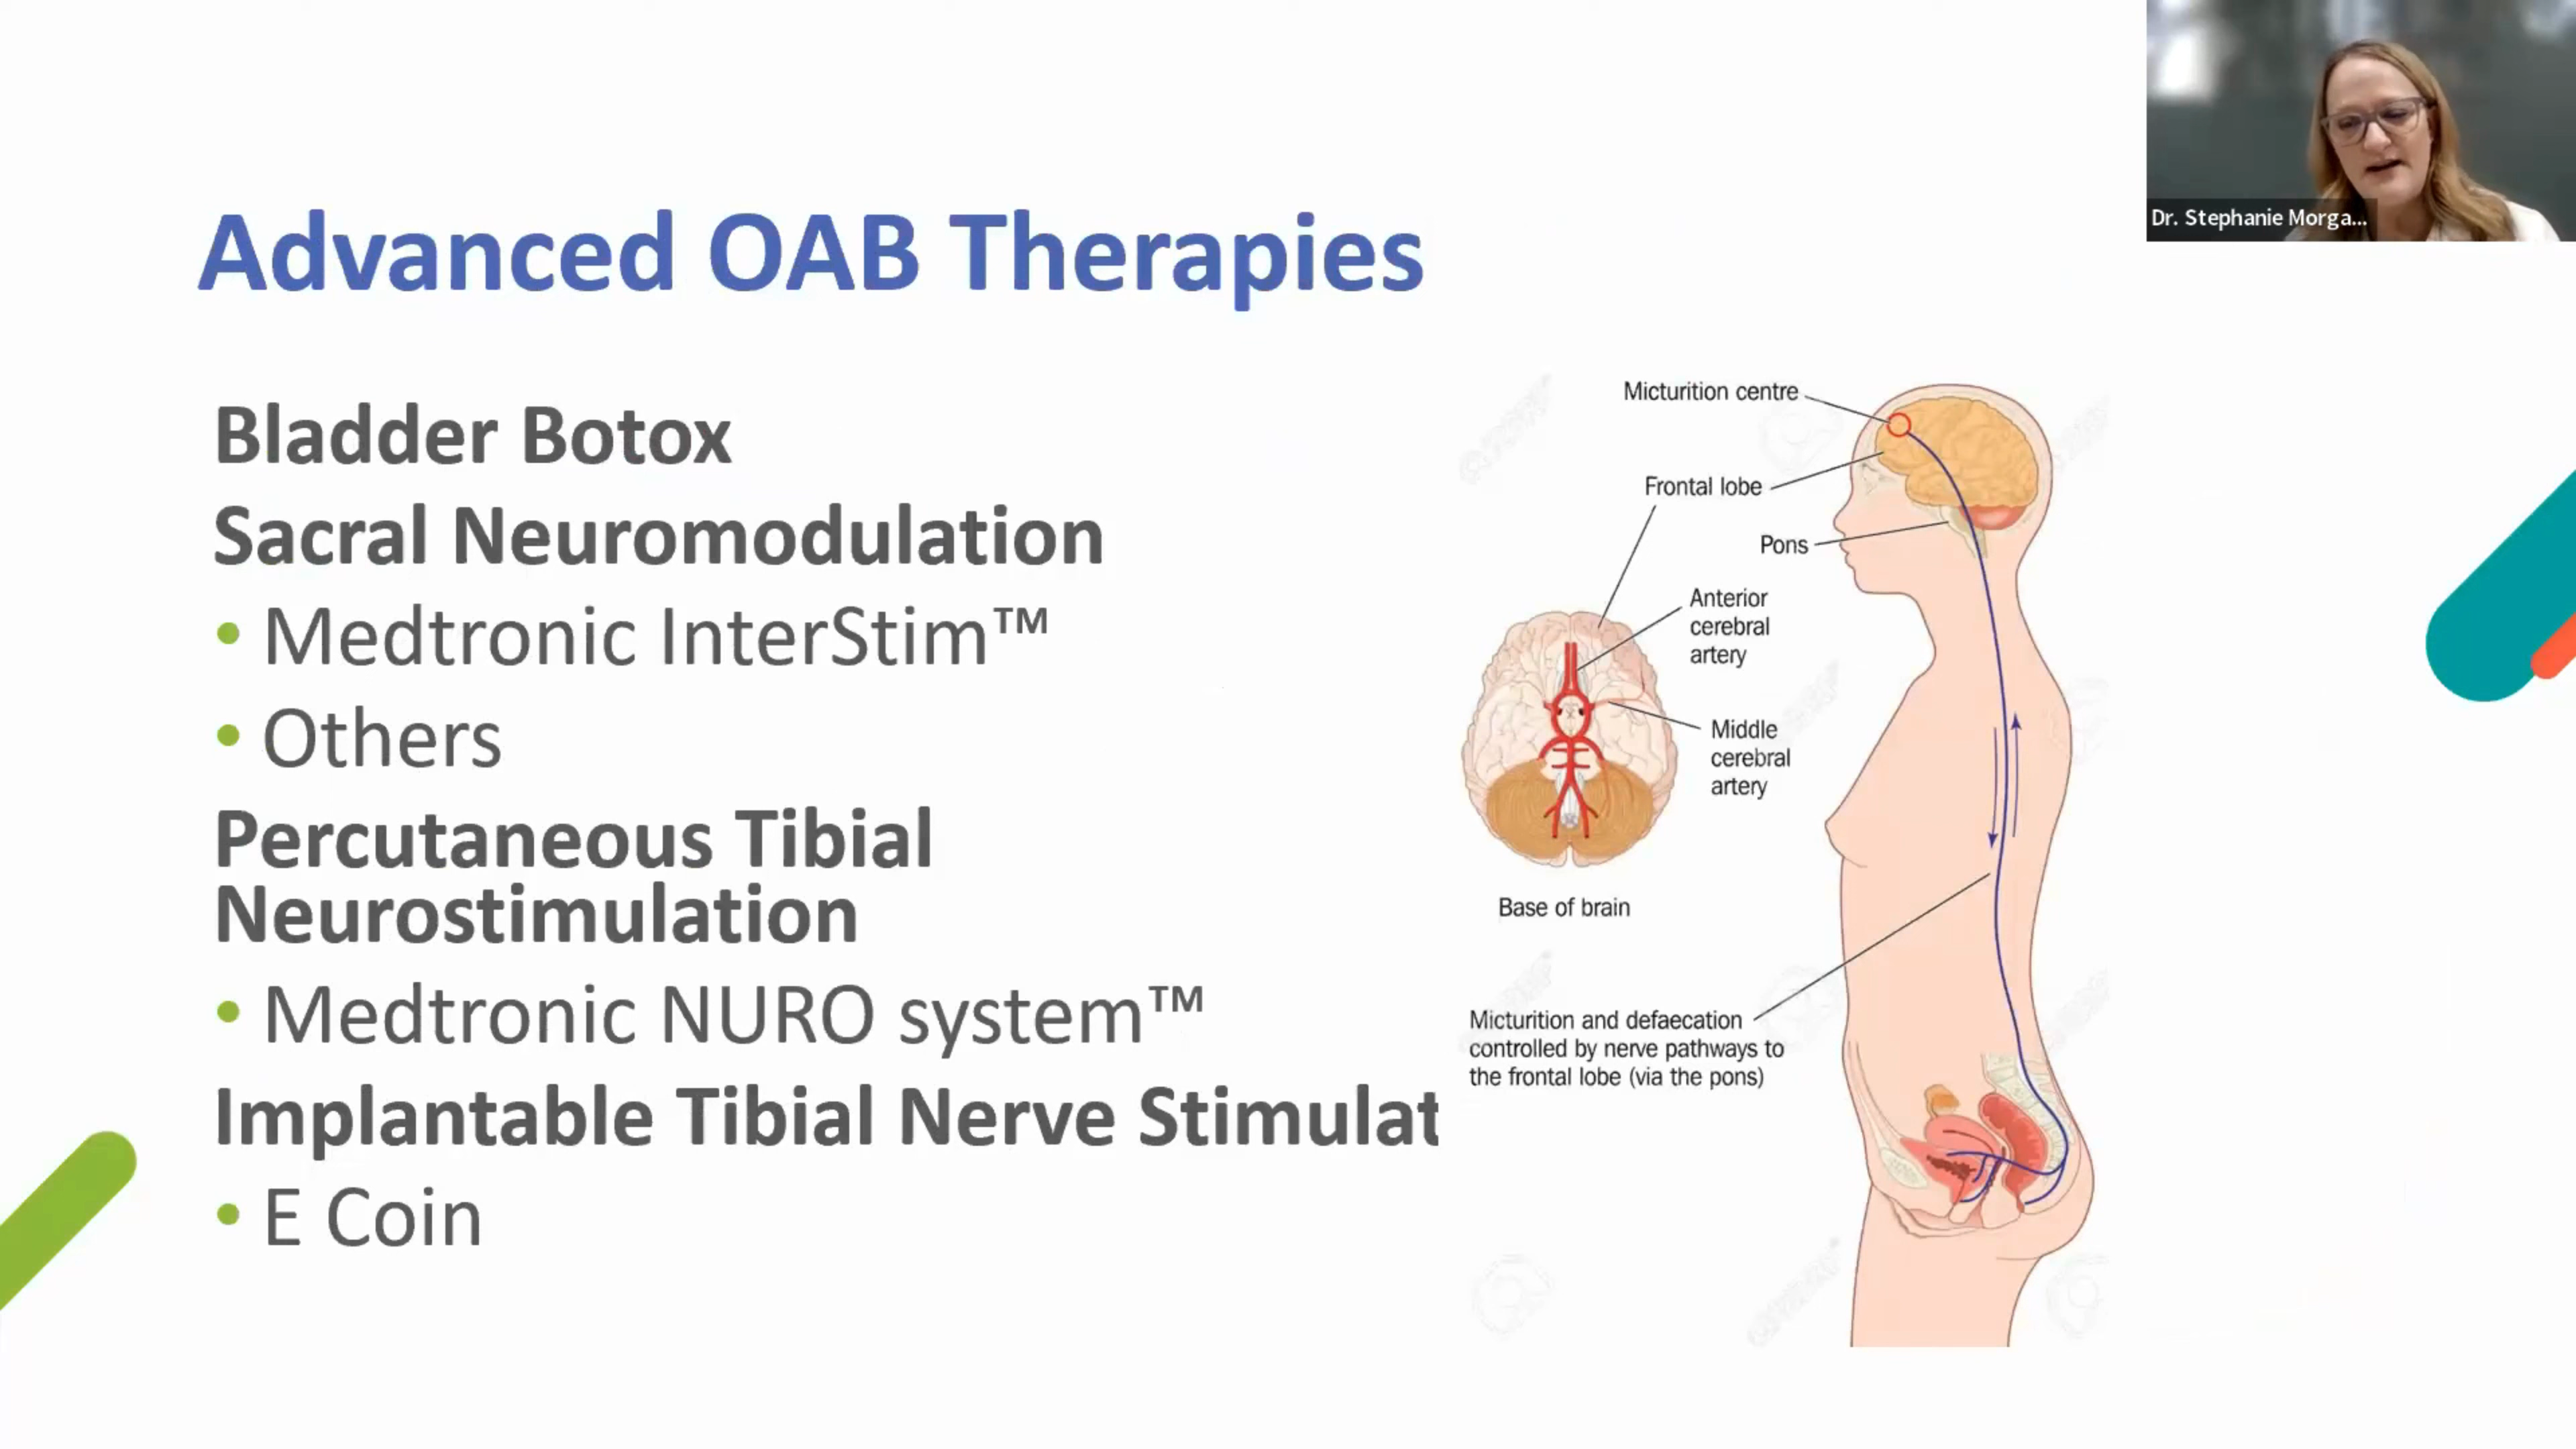 Dr. Stephanie Morga...
Advanced OAB Therapies
Bladder Botox
Sacral Neuromodulation
• Medtronic InterStim™
• Others
Percutaneous Tibial
Neurostimulation
• Medtronic NURO system™
Implantable Tibial Nerve Stimulat
• E Coin
Micturition centre
Frontal lobe
Pons
Anterior
cerebral
artery
Middle
cerebral
artery
Base of brain
Micturition and defaecation
controlled by nerve pathways to
the frontal lobe (via the pons)